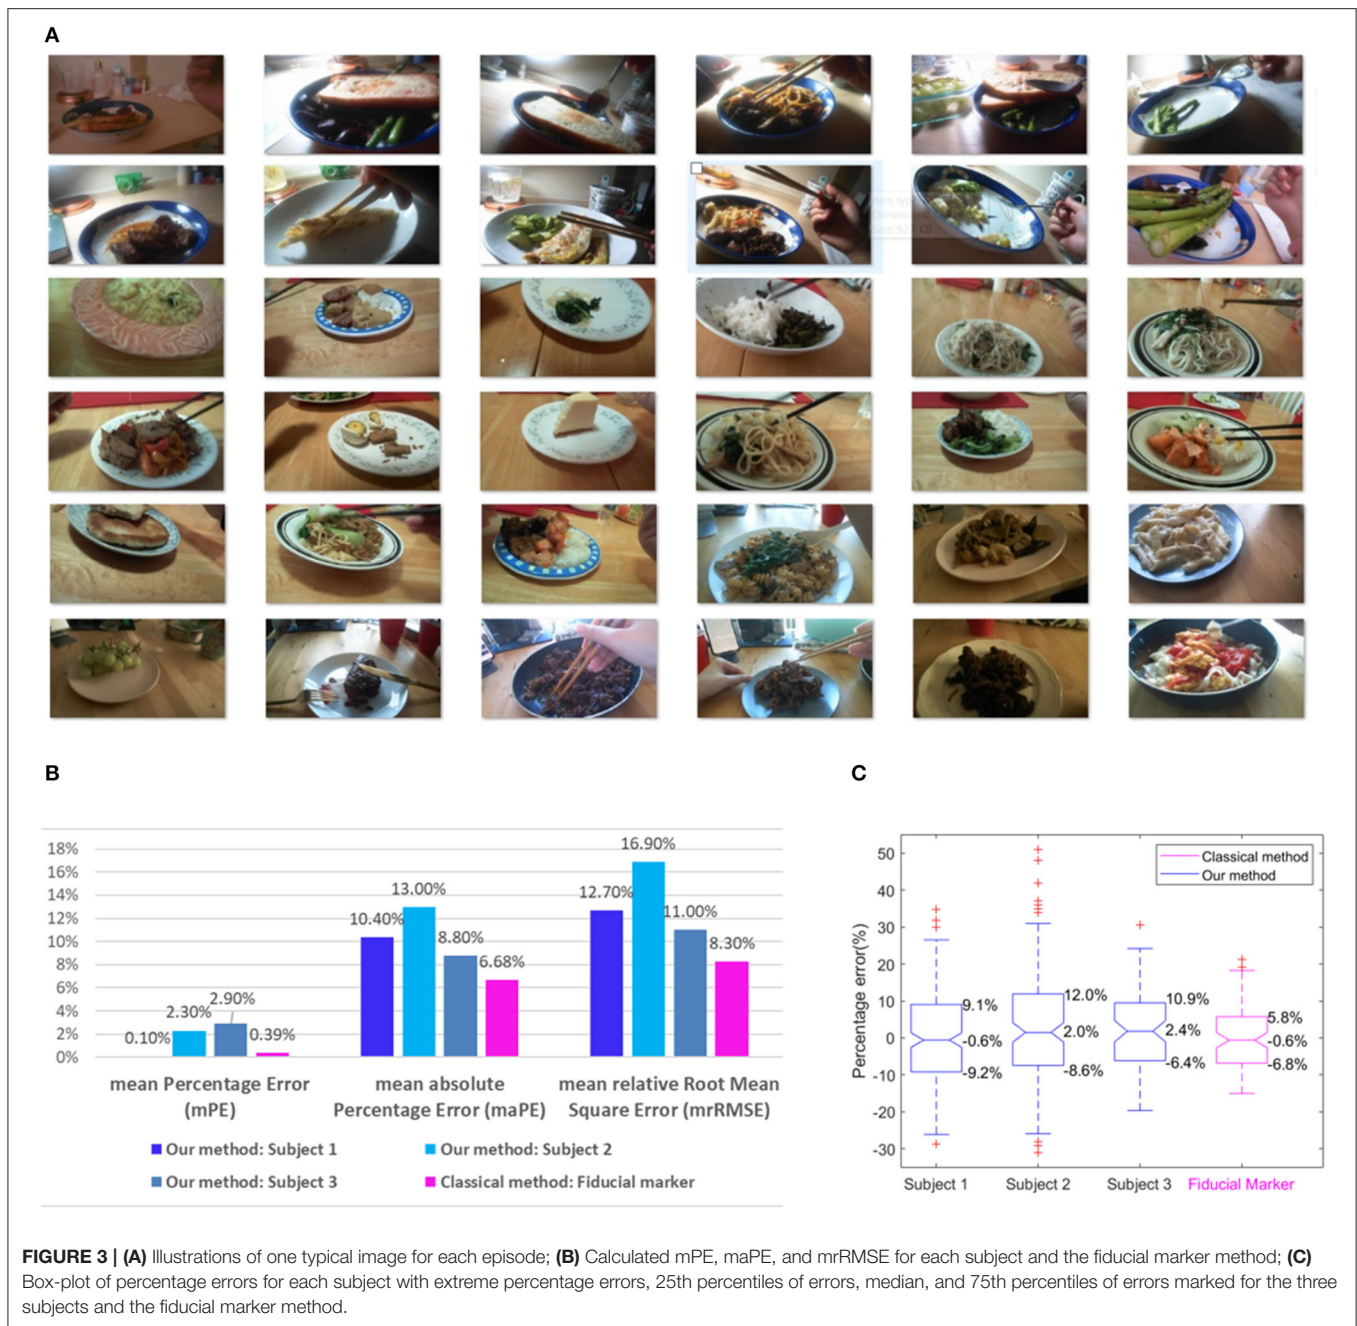 A
Item typ
Dimensio
Size: 92.7 KB
B
18%
16%
14%
12%
10%
8%
6%
4%
2%
0%
0.10%
2.30%
2.90%
0.39%
10.40%
13.00%
8.80%
6.68%
12.70%
16.90%
11.00%
8.30%
mean Percentage Error
(mPE)
mean absolute
Percentage Error (maPE)
mean relative Root Mean
Square Error (mrRMSE)
Our method: Subject 1
Our method: Subject 2
Our method: Subject 3
Classical method: Fiducial marker
C
Percentage error(%)
50
40
30
20
10
0
-10
-20
-30
Classical method
Our method
9.1%
-0.6%
-9.2%
12.0%
2.0%
-8.6%
10.9%
2.4%
-6.4%
5.8%
-0.6%
-6.8%
Subject 1
Subject 2
Subject 3
Fiducial Marker
FIGURE 3 | (A) Illustrations of one typical image for each episode; (B) Calculated mPE, maPE, and mrRMSE for each subject and the fiducial marker method; (C)
Box-plot of percentage errors for each subject with extreme percentage errors, 25th percentiles of errors, median, and 75th percentiles of errors marked for the three
subjects and the fiducial marker method.